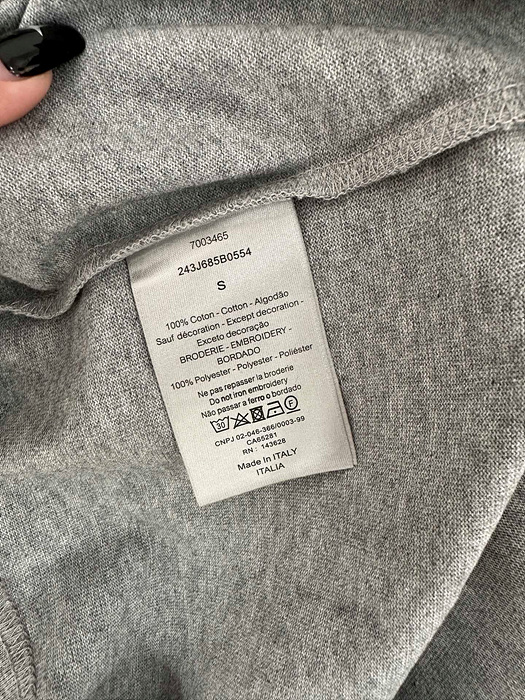 7003465
243J685B0554
S
100% Coton - Cotton - Algodão
Sauf décoration - Except decoration -
Exceto decoração
BRODERIE - EMBROIDERY -
BORDADO
100% Polyester - Polyester - Poliéster
Ne pas repasser la broderie
Do not iron embroidery
Não passar a ferro o bordado
30 F
CNPJ 02-046-366/0003-99
CA65281
RN : 143628
Made In ITALY
ITALIA